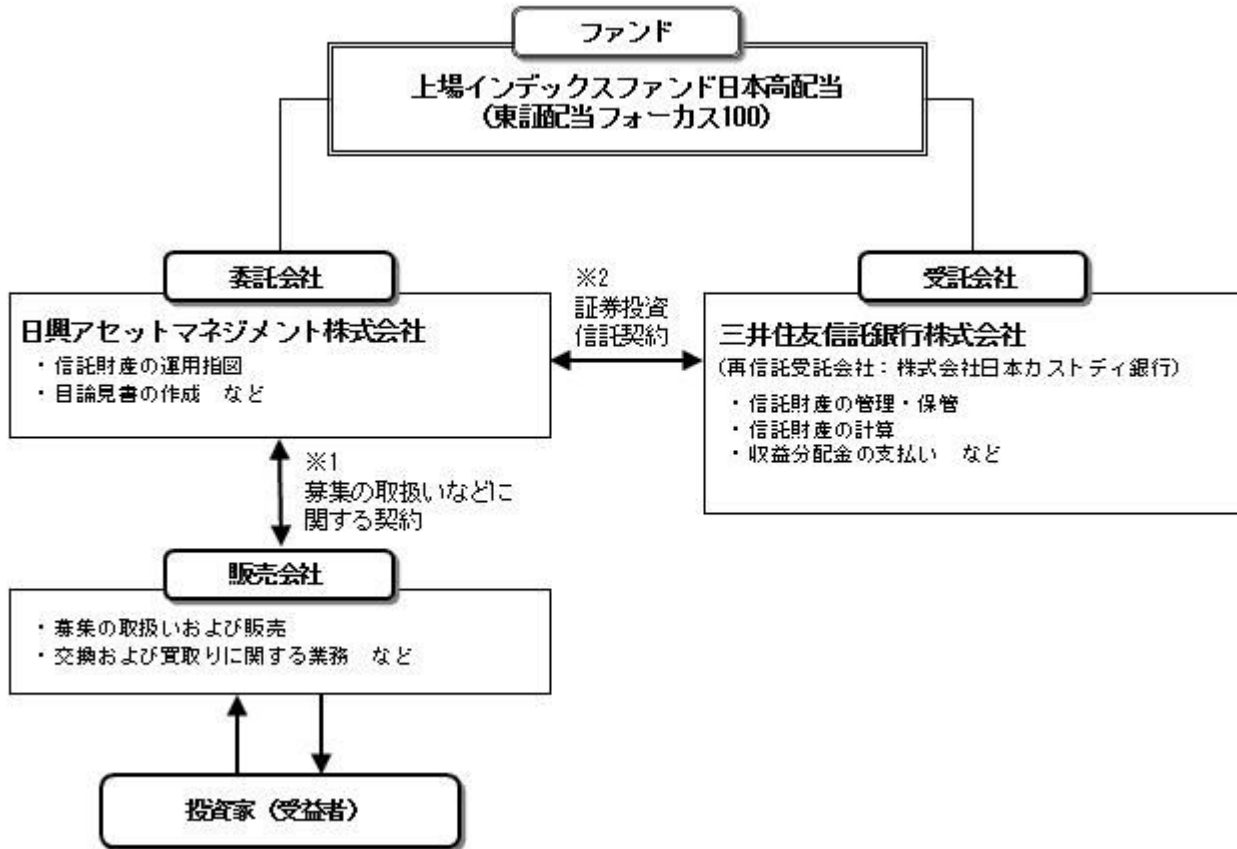 ファンド
上場インデックスファンド日本高配当
(東証配当フォーカス100)
委託会社
日興アセットマネジメント株式会社
・信託財産の運用指図
・目論見書の作成　など
※2
証券投資
信託契約
受託会社
三井住友信託銀行株式会社
(再信託受託会社：株式会社日本カストディ銀行)
・信託財産の管理・保管
・信託財産の計算
・収益分配金の支払い　など
※1
募集の取扱いなどに
関する契約
販売会社
・募集の取扱いおよび販売
・交換および買取りに関する業務　など
投資家（受益者）